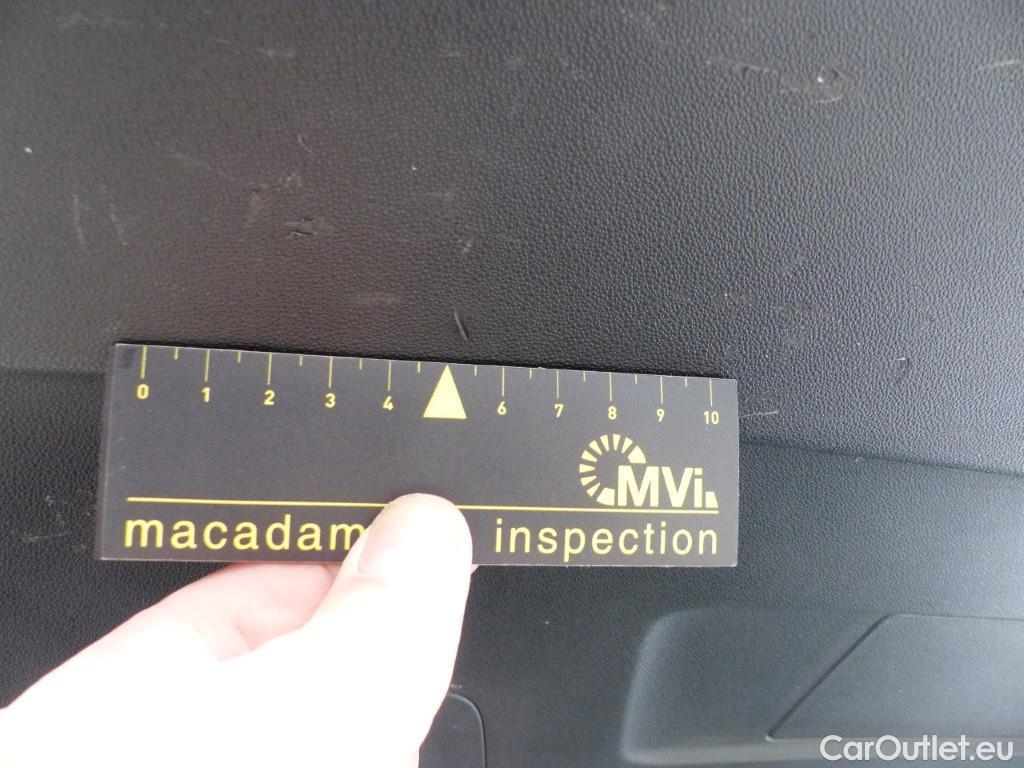 0 1 2 3 4 6 7 8 9 10
MVi.
macadam inspection
CarOutlet.eu